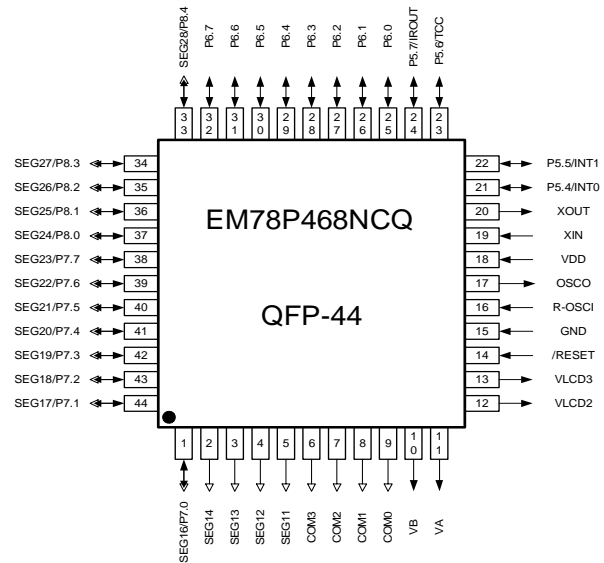 SEG28/P8.4
P6.7
P6.6
P6.5
P6.4
P6.3
P6.2
P6.1
P6.0
P5.7/IROUT
P5.6/TCC
33
32
31
30
29
28
27
26
25
24
23
SEG27/P8.3 34
SEG26/P8.2 35
SEG25/P8.1 36
SEG24/P8.0 37
SEG23/P7.7 38
SEG22/P7.6 39
SEG21/P7.5 40
SEG20/P7.4 41
SEG19/P7.3 42
SEG18/P7.2 43
SEG17/P7.1 44
EM78P468NCQ
QFP-44
22 P5.5/INT1
21 P5.4/INT0
20 XOUT
19 XIN
18 VDD
17 OSCO
16 R-OSCI
15 GND
14 /RESET
13 VLCD3
12 VLCD2
1
2
3
4
5
6
7
8
9
10
11
SEG16/P7.0
SEG14
SEG13
SEG12
SEG11
COM3
COM2
COM1
COM0
VB
VA